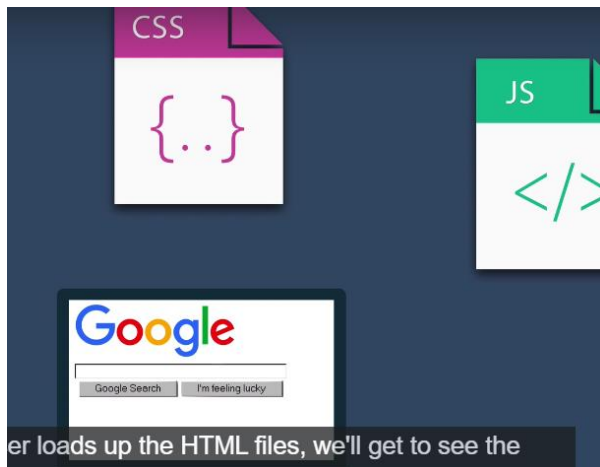 CSS
{..}
JS
</>
Google
Google Search I'm feeling lucky
er loads up the HTML files, we'll get to see the